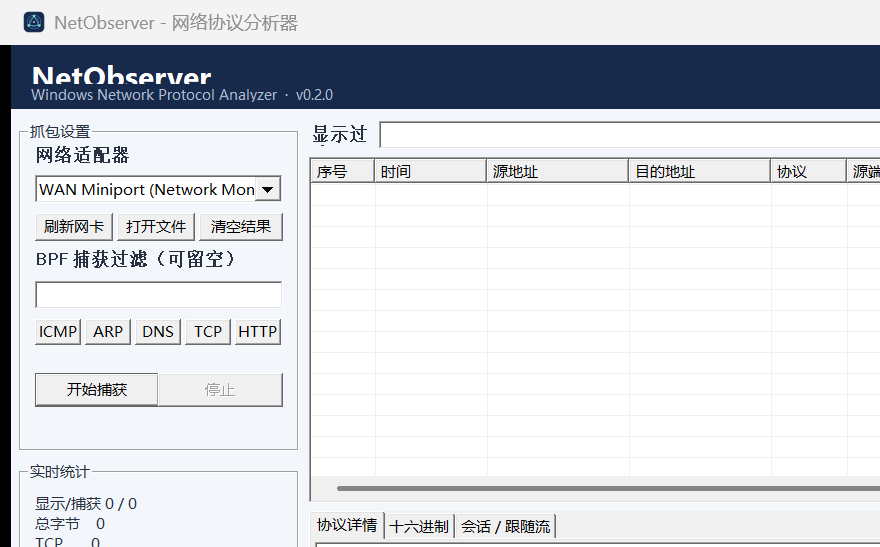 NetObserver - 网络协议分析器
NetObserver
Windows Network Protocol Analyzer · v0.2.0
抓包设置
网络适配器
WAN Miniport (Network Mon
刷新网卡 打开文件 清空结果
BPF 捕获过滤（可留空）
ICMP ARP DNS TCP HTTP
开始捕获 停止
实时统计
显示/捕获 0 / 0
总字节 0
TCP 0
显示过
序号 时间 源地址 目的地址 协议 源端
协议详情 十六进制 会话 / 跟随流